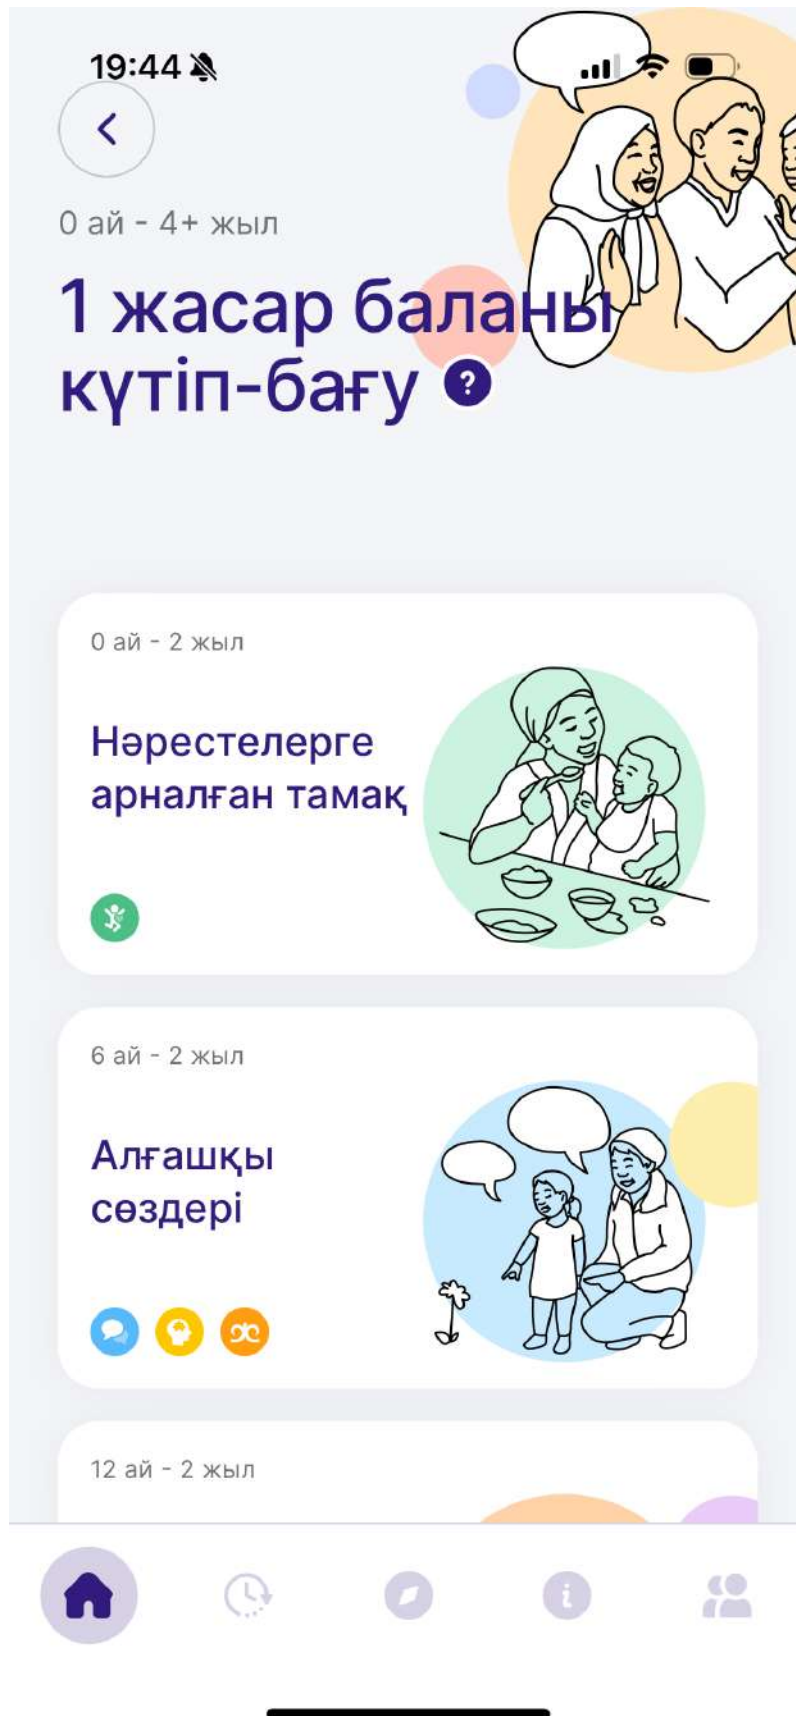 19:44
0 ай - 4+ жыл
1 жасар баланы
күтіп-бағу ?
0 ай - 2 жыл
Нәрестелерге
арналған тамақ
6 ай - 2 жыл
Алғашқы
сөздері
12 ай - 2 жыл